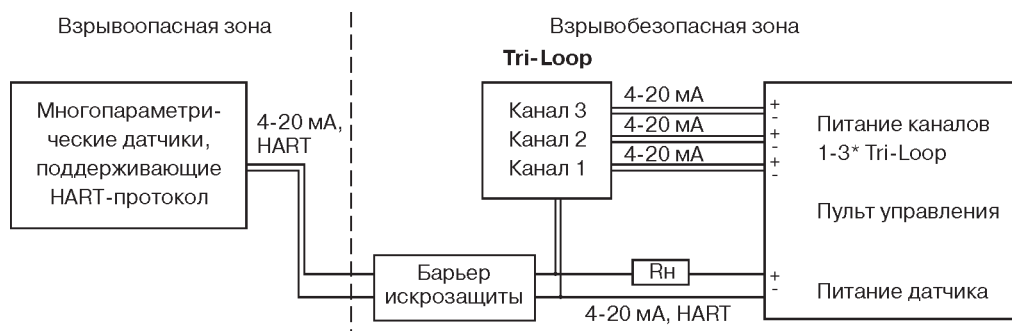 Взрывоопасная зона
Взрывобезопасная зона
Tri-Loop
Многопараметри-
ческие датчики,
поддерживающие
HART-протокол
4-20 мА,
HART
Канал 3
Канал 2
Канал 1
4-20 мА
4-20 мА
4-20 мА
+
-
+
-
+
-
Питание каналов
1-3* Tri-Loop
Пульт управления
Барьер
искрозащиты
Rн
+
-
Питание датчика
4-20 мА, HART